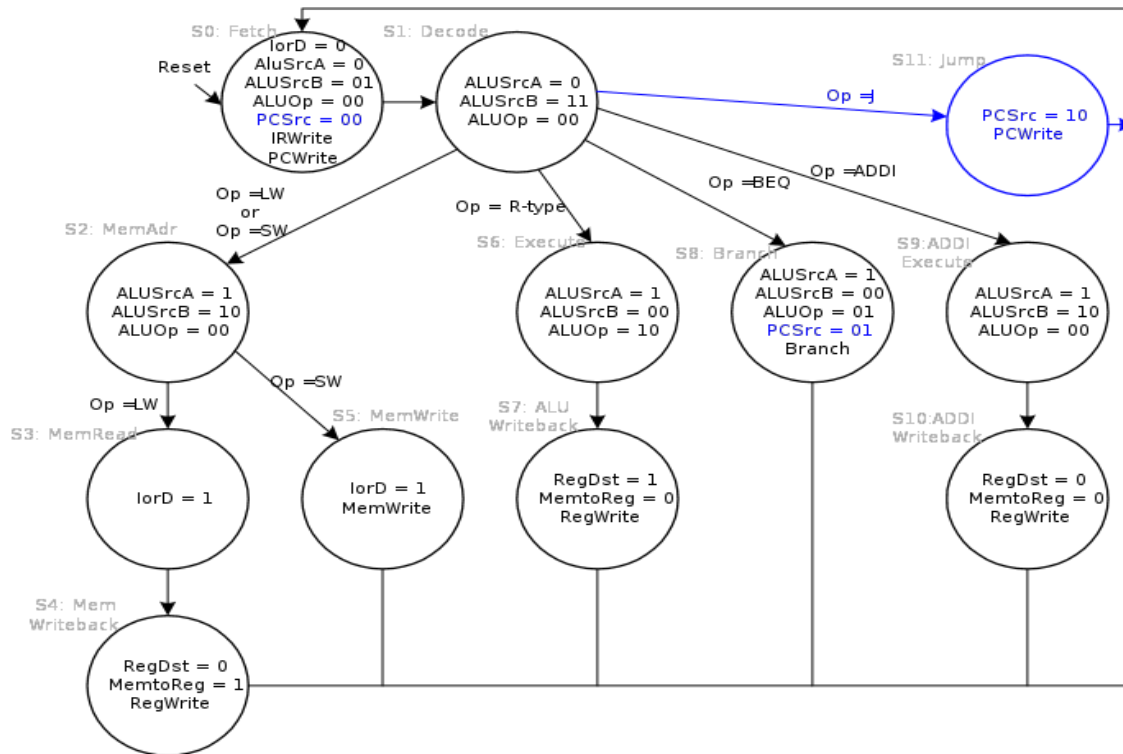 S0: Fetch
S1: Decode
Reset
IorD = 0
AluSrcA = 0
ALUSrcB = 01
ALUOp = 00
PCSrc = 00
IRWrite
PCWrite
ALUSrcA = 0
ALUSrcB = 11
ALUOp = 00
S11: Jump
Op =J
PCSrc = 10
PCWrite
Op =LW
or
Op =SW
Op = R-type
Op =BEQ
Op =ADDI
S2: MemAdr
ALUSrcA = 1
ALUSrcB = 10
ALUOp = 00
S6: Execute
ALUSrcA = 1
ALUSrcB = 00
ALUOp = 10
S8: Branch
ALUSrcA = 1
ALUSrcB = 00
ALUOp = 01
PCSrc = 01
Branch
S9:ADDI
Execute
ALUSrcA = 1
ALUSrcB = 10
ALUOp = 00
Op =LW
Op =SW
S3: MemRead
IorD = 1
S5: MemWrite
IorD = 1
MemWrite
S7: ALU
Writeback
RegDst = 1
MemtoReg = 0
RegWrite
S10:ADDI
Writeback
RegDst = 0
MemtoReg = 0
RegWrite
S4: Mem
Writeback
RegDst = 0
MemtoReg = 1
RegWrite